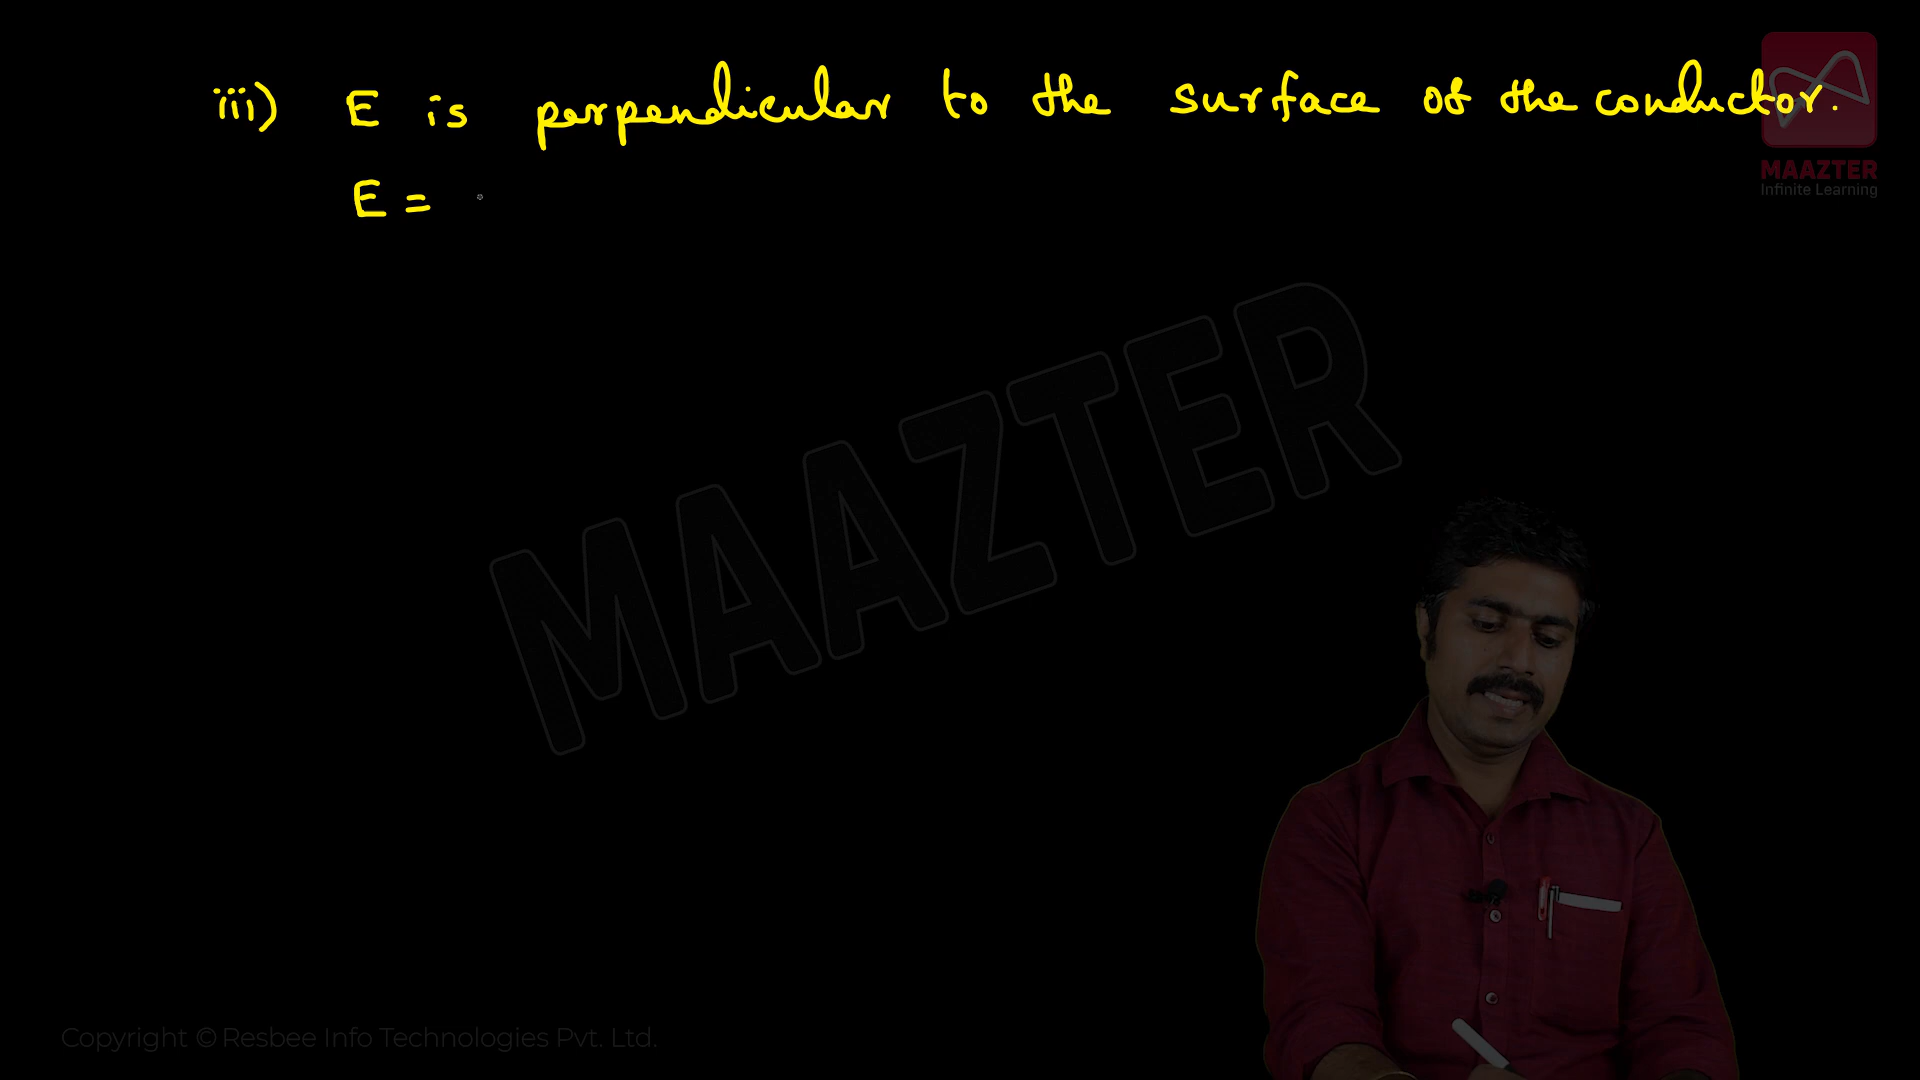 iii) E is perpendicular to the surface of the conductor.
E =
MAAZTER
Infinite Learning
MAAZTER
Copyright © Resbee Info Technologies Pvt. Ltd.